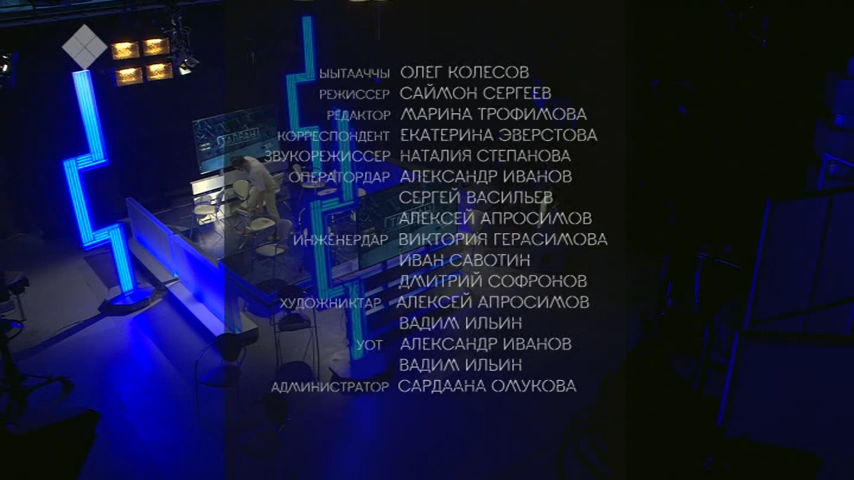 ЫЫТААЧЧЫ ОЛЕГ КОЛЕСОВ
РЕЖИССЕР САЙМОН СЕРГЕЕВ
РЕДАКТОР МАРИНА ТРОФИМОВА
КОРРЕСПОНДЕНТ ЕКАТЕРИНА ЭВЕРСТОВА
ЗВУКОРЕЖИССЕР НАТАЛИЯ СТЕПАНОВА
ОПЕРАТОРДАР АЛЕКСАНДР ИВАНОВ
СЕРГЕЙ ВАСИЛЬЕВ
АЛЕКСЕЙ АПРОСИМОВ
ИНЖЕНЕРДАР ВИКТОРИЯ ГЕРАСИМОВА
ИВАН САВОТИН
ДМИТРИЙ СОФРОНОВ
ХУДОЖНИКТАР АЛЕКСЕЙ АПРОСИМОВ
ВАДИМ ИЛЬИН
УОТ АЛЕКСАНДР ИВАНОВ
ВАДИМ ИЛЬИН
АДМИНИСТРАТОР САРДААНА ОМУКОВА